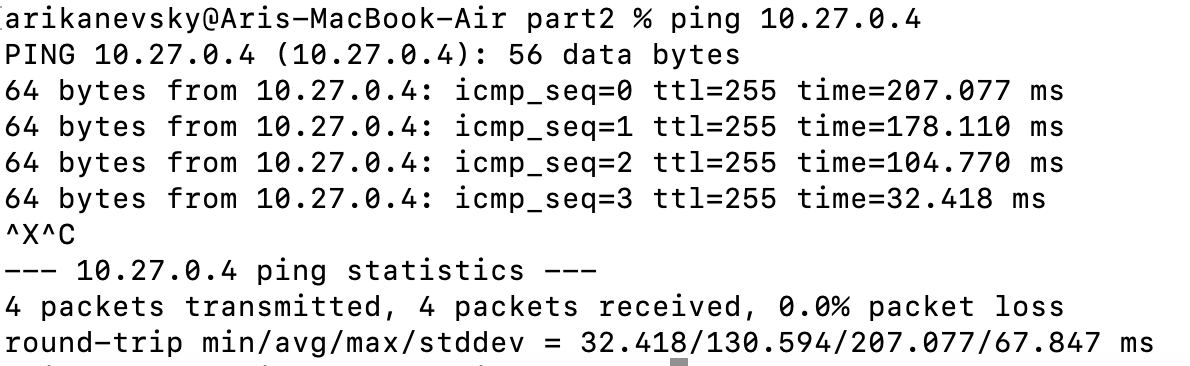 arikanevsky@Aris-MacBook-Air part2 % ping 10.27.0.4
PING 10.27.0.4 (10.27.0.4): 56 data bytes
64 bytes from 10.27.0.4: icmp_seq=0 ttl=255 time=207.077 ms
64 bytes from 10.27.0.4: icmp_seq=1 ttl=255 time=178.110 ms
64 bytes from 10.27.0.4: icmp_seq=2 ttl=255 time=104.770 ms
64 bytes from 10.27.0.4: icmp_seq=3 ttl=255 time=32.418 ms
^X^C
--- 10.27.0.4 ping statistics ---
4 packets transmitted, 4 packets received, 0.0% packet loss
round-trip min/avg/max/stddev = 32.418/130.594/207.077/67.847 ms